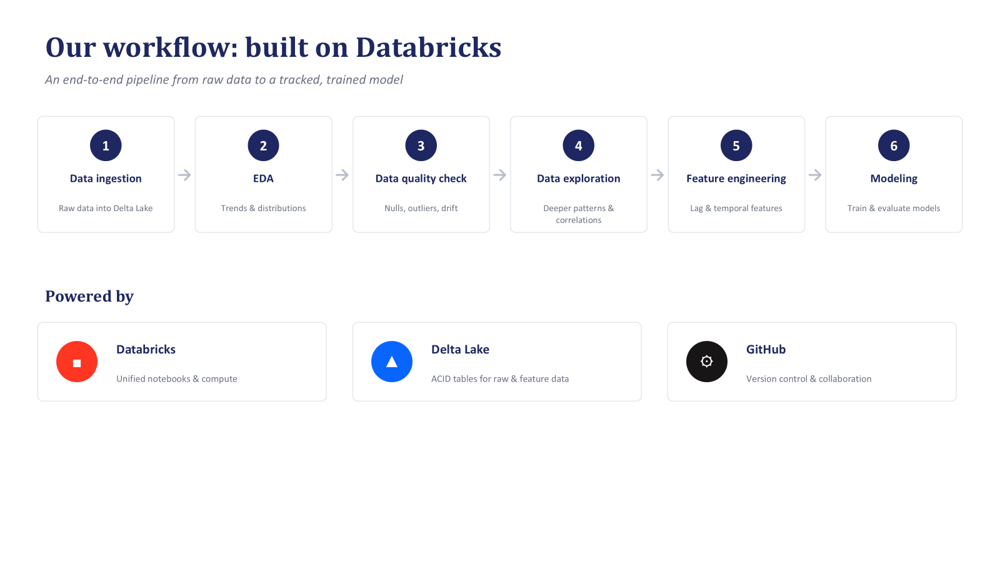 Our workflow: built on Databricks
An end-to-end pipeline from raw data to a tracked, trained model
1
Data ingestion
Raw data into Delta Lake
2
EDA
Trends & distributions
3
Data quality check
Nulls, outliers, drift
4
Data exploration
Deeper patterns &
correlations
5
Feature engineering
Lag & temporal features
6
Modeling
Train & evaluate models
Powered by
Databricks
Unified notebooks & compute
Delta Lake
ACID tables for raw & feature data
GitHub
Version control & collaboration